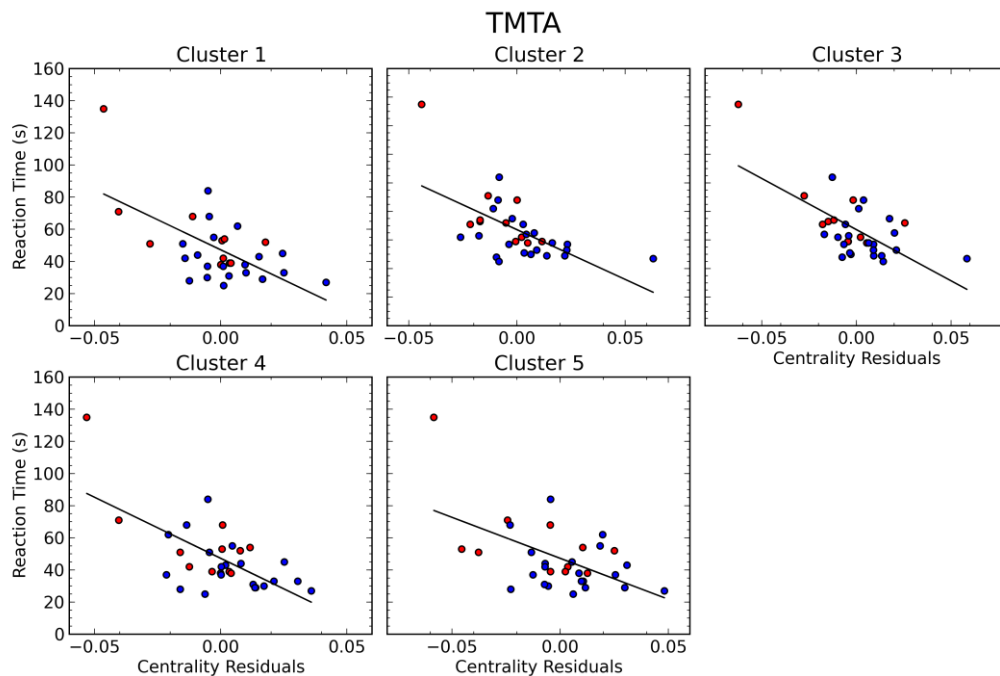 TMTA
Cluster 1
Cluster 2
Cluster 3
Reaction Time (s)
160
140
120
100
80
60
40
20
0
−0.05 0.00 0.05
−0.05 0.00 0.05
−0.05 0.00 0.05
Centrality Residuals
Cluster 4
Cluster 5
Reaction Time (s)
160
140
120
100
80
60
40
20
0
−0.05 0.00 0.05
−0.05 0.00 0.05
Centrality Residuals
Centrality Residuals